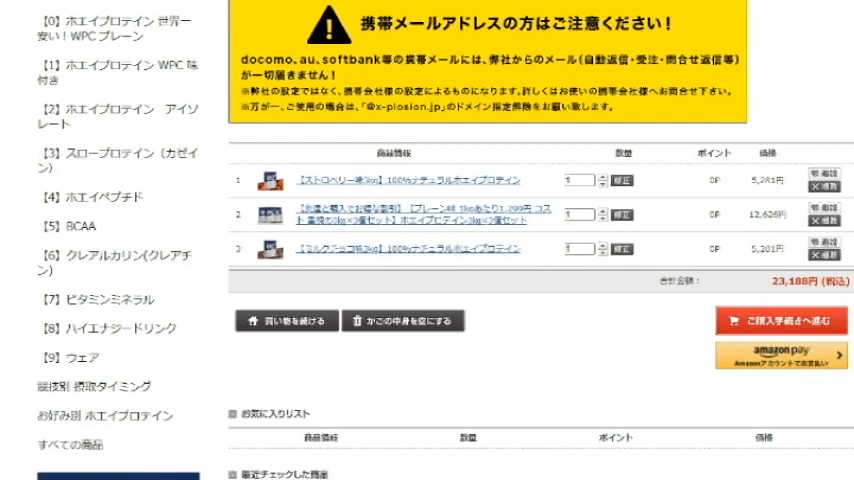 【0】ホエイプロテイン 世界一
安い！WPC プレーン
【1】ホエイプロテイン WPC 味
付き
【2】ホエイプロテイン　アイソ
レート
【3】スロープロテイン（カゼイ
ン）
【4】ホエイペプチド
【5】BCAA
【6】クレアルカリン(クレアチ
ン)
【7】ビタミンミネラル
【8】ハイエナジードリンク
【9】ウェア
競技別 摂取タイミング
お好み別 ホエイプロテイン
すべての商品
携帯メールアドレスの方はご注意ください！
docomo、au、softbank等の携帯メールには、弊社からのメール（自動返信・受注・問合せ返信等）
が一切届きません！
※弊社の設定ではなく、携帯会社様の設定によるものになります。詳しくはお使いの携帯会社様へお問合せ下さい。
※万が一、ご使用の場合は、「@x-plosion.jp」のドメイン指定解除をお願い致します。
商品情報 数量 ポイント 価格
1 【ストロベリー味3kg】100%ナチュラルホエイプロテイン 1 修正 0P 5,281円 追加
削除
2 【プレーン味 1kgあたり1,299円 コス
ト重視の3kg×3個セット】ホエイプロテイン3kg×3個セット 1 修正 0P 12,626円 追加
削除
3 【ミルクチョコ味3kg】100%ナチュラルホエイプロテイン 1 修正 0P 追加
削除
合計金額： 23,188円 (税込)
買い物を続ける かごの中身を空にする ご購入手続きへ進む
amazon pay
Amazonアカウントでお支払い
お気に入りリスト
商品情報 数量 ポイント 価格
最近チェックした商品